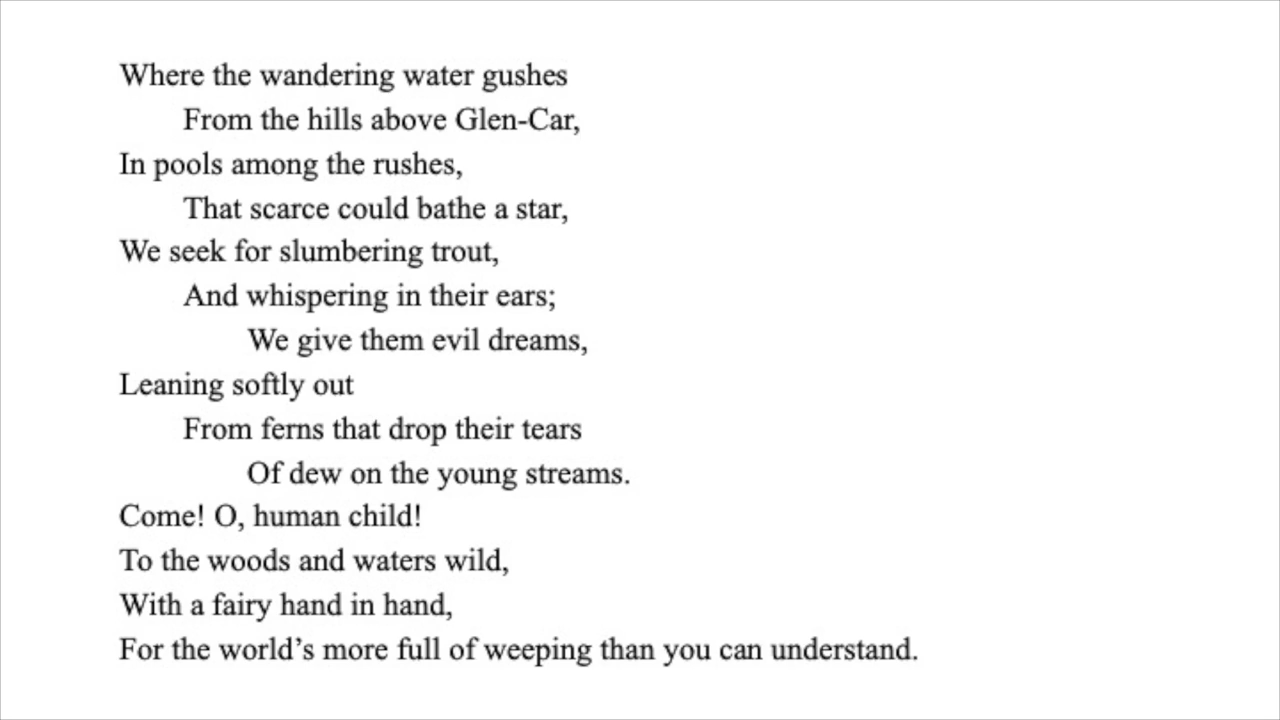 Where the wandering water gushes
From the hills above Glen-Car,
In pools among the rushes,
That scarce could bathe a star,
We seek for slumbering trout,
And whispering in their ears;
We give them evil dreams,
Leaning softly out
From ferns that drop their tears
Of dew on the young streams.
Come! O, human child!
To the woods and waters wild,
With a fairy hand in hand,
For the world’s more full of weeping than you can understand.